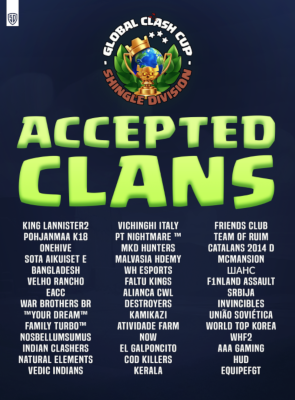 GLOBAL CLASH CUP
SHINGLE DIVISION
ACCEPTED
CLANS
KING LANNISTER2
POHJANMAA K18
ONEHIVE
SOTA AIKUISET E
BANGLADESH
VELHO RANCHO
EACC
WAR BROTHERS BR
™YOUR DREAM™
FAMILY TURBO™
NOSBELLUMSUMUS
INDIAN CLASHERS
NATURAL ELEMENTS
VEDIC INDIANS
VICHINGHI ITALY
PT NIGHTMARE ™
MKD HUNTERS
MALVASIA HDEMY
WH ESPORTS
FALTU KINGS
ALIANCA CWL
DESTROYERS
KAMIKAZI
ATIVIDADE FARM
NOW
EL GALPONCITO
COD KILLERS
KERALA
FRIENDS CLUB
TEAM OF RUIM
CATALANS 2014 D
MCMANSION
ШАНС
F1NLAND ASSAULT
SRBIJA
INVINCIBLES
UNIÃO SOVIÉTICA
WORLD TOP KOREA
WHF2
AAA GAMING
HUD
EQUIPEFGT